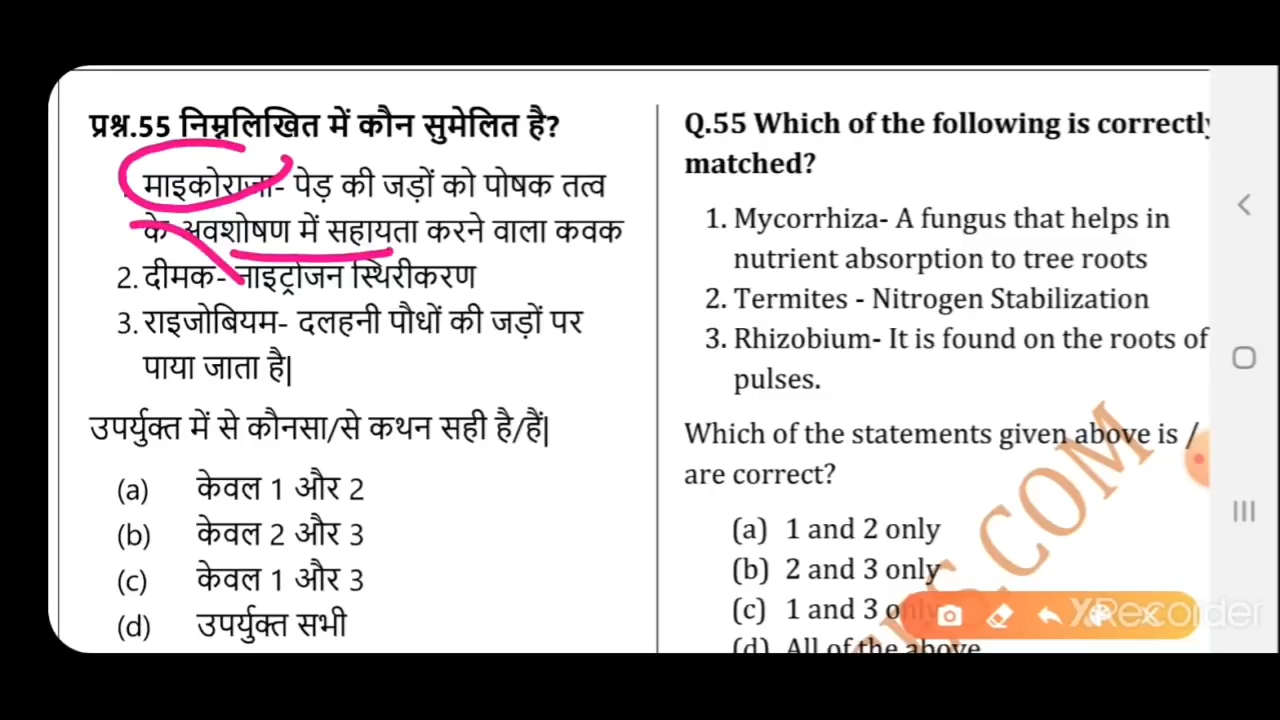 प्रश्न.55 निम्नलिखित में कौन सुमेलित है?
माइकोराजा- पेड़ की जड़ों को पोषक तत्व
के अवशोषण में सहायता करने वाला कवक
2. दीमक- नाइट्रोजन स्थिरीकरण
3. राइजोबियम- दलहनी पौधों की जड़ों पर
पाया जाता है|
उपर्युक्त में से कौनसा/से कथन सही है/हैं|
(a) केवल 1 और 2
(b) केवल 2 और 3
(c) केवल 1 और 3
(d) उपर्युक्त सभी
Q.55 Which of the following is correctly
matched?
1. Mycorrhiza- A fungus that helps in
nutrient absorption to tree roots
2. Termites - Nitrogen Stabilization
3. Rhizobium- It is found on the roots of
pulses.
Which of the statements given above is /
are correct?
(a) 1 and 2 only
(b) 2 and 3 only
(c) 1 and 3 only
(d) All of the above
.COM
XRecorder